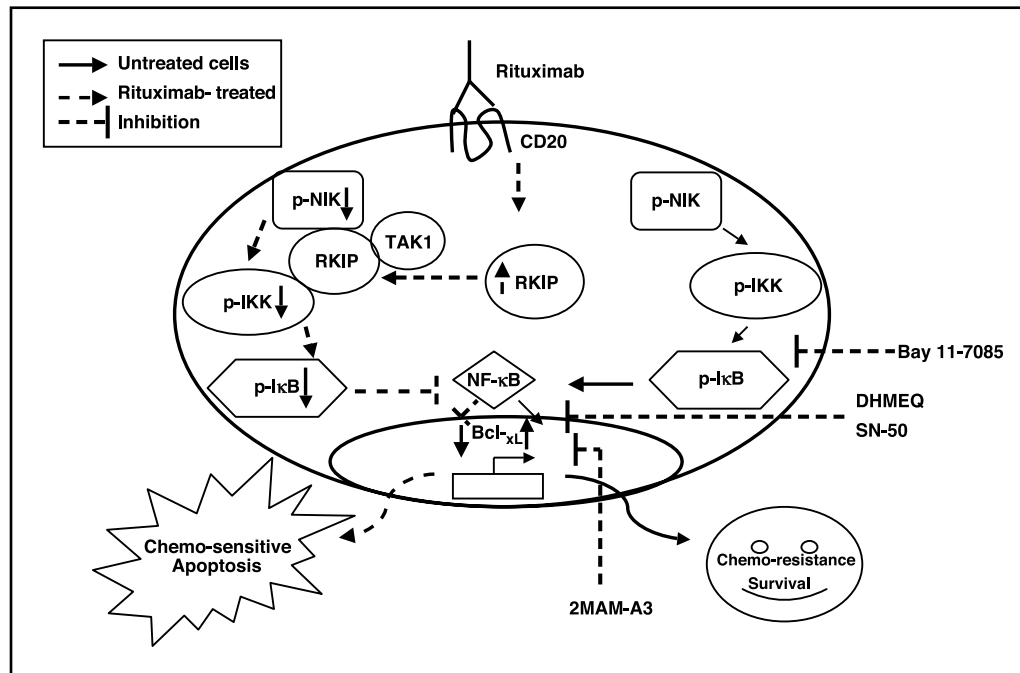 Untreated cells
Rituximab- treated
Inhibition
Rituximab
CD20
p-NIK
p-NIK
TAK1
RKIP
RKIP
p-IKK
p-IKK
Bay 11-7085
p-IκB
NF-κB
p-IκB
DHMEQ
SN-50
Bcl-xL
Chemo-sensitive
Apoptosis
Chemo-resistance
Survival
2MAM-A3